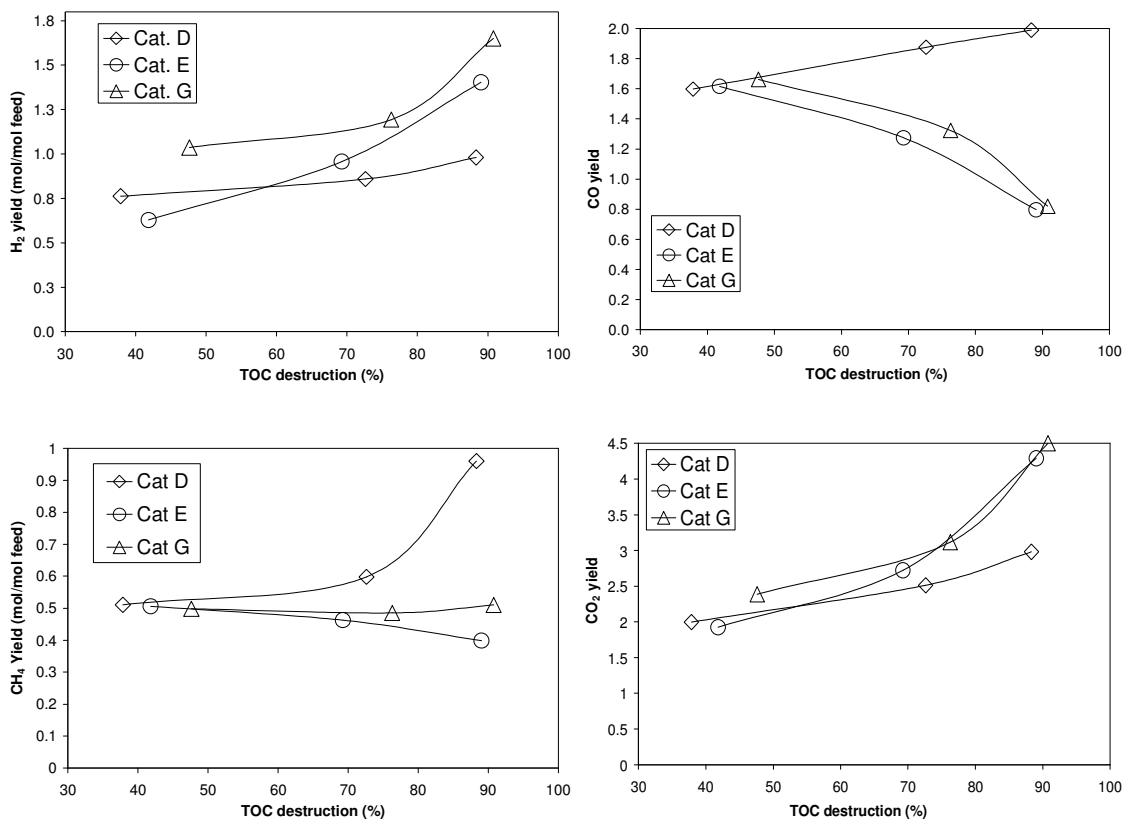 1.8
1.5
1.3
1.0
0.8
0.5
0.3
0.0
H2 yield (mol/mol feed)
Cat. D
Cat. E
Cat. G
30 40 50 60 70 80 90 100
TOC destruction (%)
2.0
1.8
1.6
1.4
1.2
1.0
0.8
0.6
0.4
0.2
0.0
CO yield
Cat D
Cat E
Cat G
30 40 50 60 70 80 90 100
TOC destruction (%)
1
0.9
0.8
0.7
0.6
0.5
0.4
0.3
0.2
0.1
0
CH4 Yield (mol/mol feed)
Cat D
Cat E
Cat G
30 40 50 60 70 80 90 100
TOC destruction (%)
4.5
4
3.5
3
2.5
2
1.5
1
0.5
0
CO2 yield
Cat D
Cat E
Cat G
30 40 50 60 70 80 90 100
TOC destruction (%)